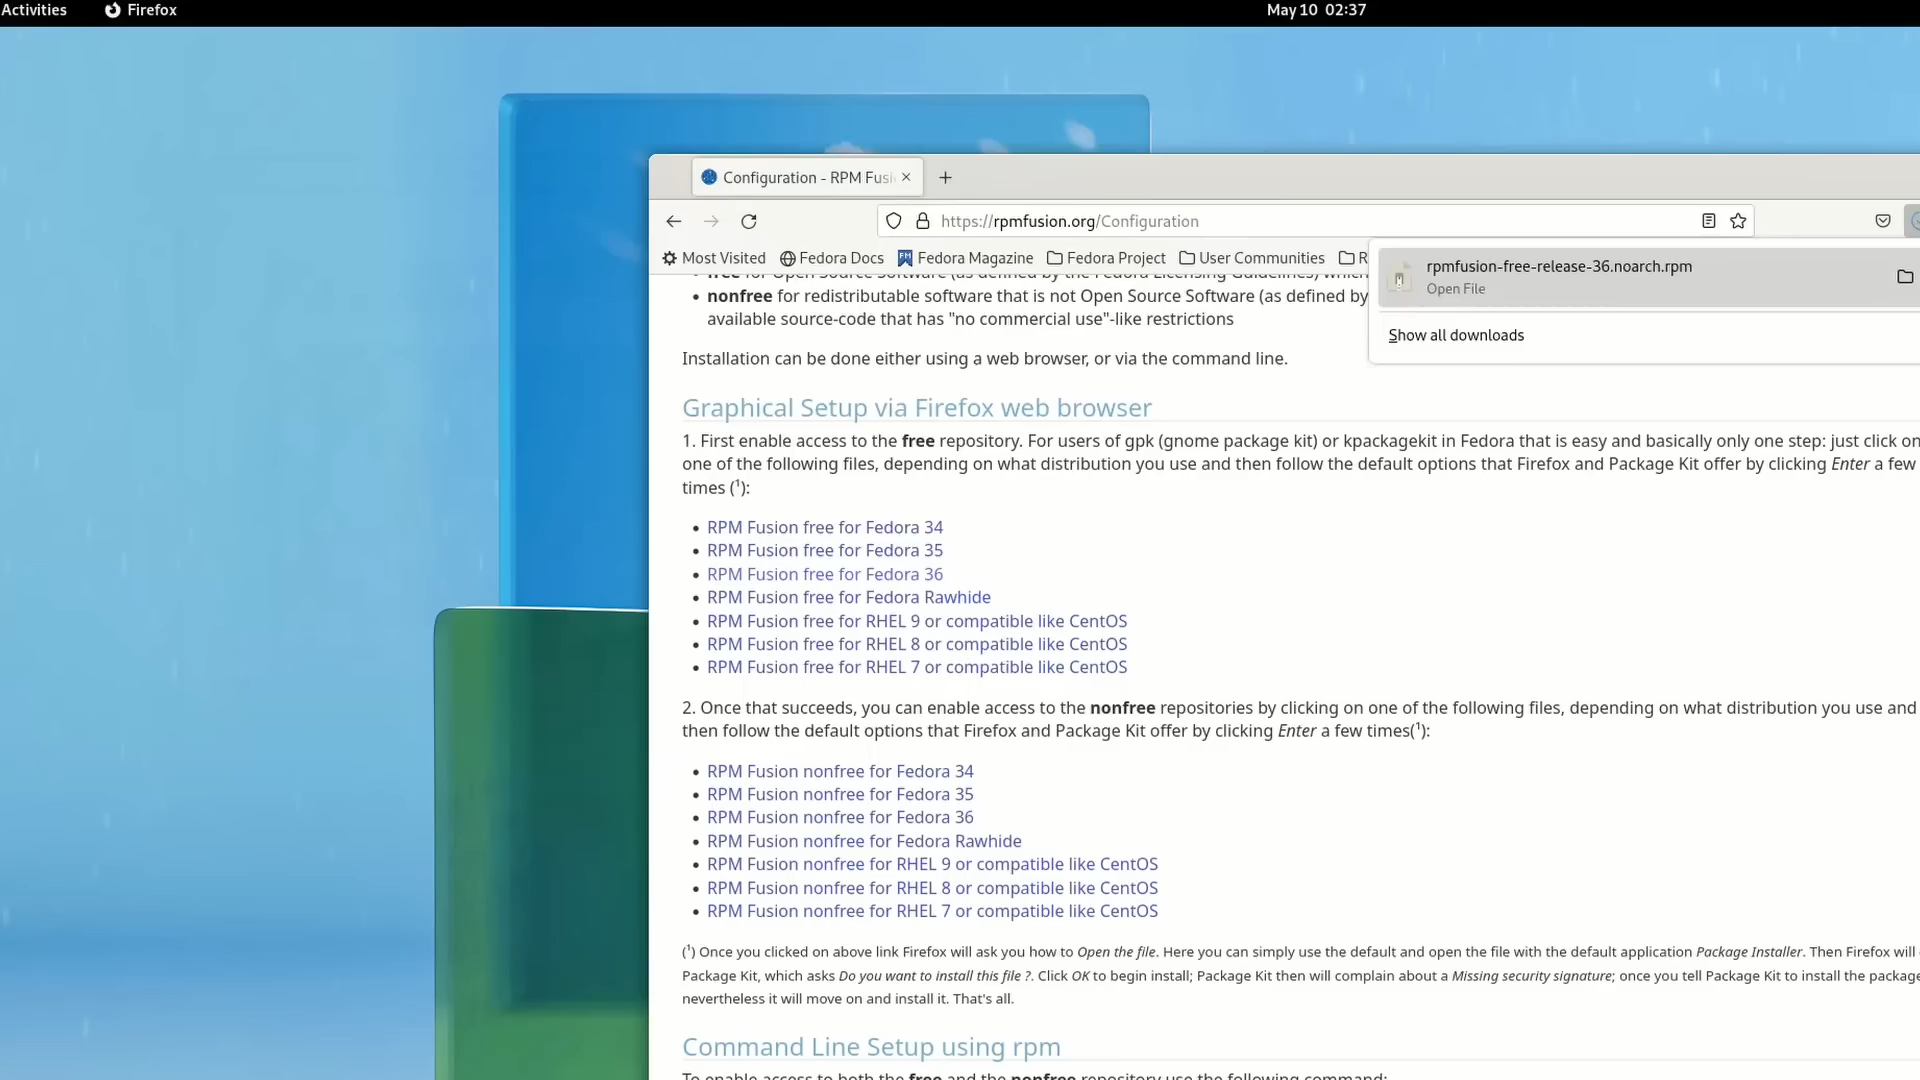 Activities Firefox May 10 02:37
Configuration - RPM Fusi
https://rpmfusion.org/Configuration
Most Visited Fedora Docs Fedora Magazine Fedora Project User Communities R
rpmfusion-free-release-36.noarch.rpm
Open File
Show all downloads
free for Open Source Software (as defined by the Fedora Licensing Guidelines) which
nonfree for redistributable software that is not Open Source Software (as defined by
available source-code that has "no commercial use"-like restrictions
Installation can be done either using a web browser, or via the command line.
Graphical Setup via Firefox web browser
1. First enable access to the free repository. For users of gpk (gnome package kit) or kpackagekit in Fedora that is easy and basically only one step: just click on
one of the following files, depending on what distribution you use and then follow the default options that Firefox and Package Kit offer by clicking Enter a few
times (¹):
• RPM Fusion free for Fedora 34
• RPM Fusion free for Fedora 35
• RPM Fusion free for Fedora 36
• RPM Fusion free for Fedora Rawhide
• RPM Fusion free for RHEL 9 or compatible like CentOS
• RPM Fusion free for RHEL 8 or compatible like CentOS
• RPM Fusion free for RHEL 7 or compatible like CentOS
2. Once that succeeds, you can enable access to the nonfree repositories by clicking on one of the following files, depending on what distribution you use and
then follow the default options that Firefox and Package Kit offer by clicking Enter a few times(¹):
• RPM Fusion nonfree for Fedora 34
• RPM Fusion nonfree for Fedora 35
• RPM Fusion nonfree for Fedora 36
• RPM Fusion nonfree for Fedora Rawhide
• RPM Fusion nonfree for RHEL 9 or compatible like CentOS
• RPM Fusion nonfree for RHEL 8 or compatible like CentOS
• RPM Fusion nonfree for RHEL 7 or compatible like CentOS
(¹) Once you clicked on above link Firefox will ask you how to Open the file. Here you can simply use the default and open the file with the default application Package Installer. Then Firefox will
Package Kit, which asks Do you want to install this file ?. Click OK to begin install; Package Kit then will complain about a Missing security signature; once you tell Package Kit to install the package
nevertheless it will move on and install it. That's all.
Command Line Setup using rpm
To enable access to both the free and the nonfree repository use the following command: